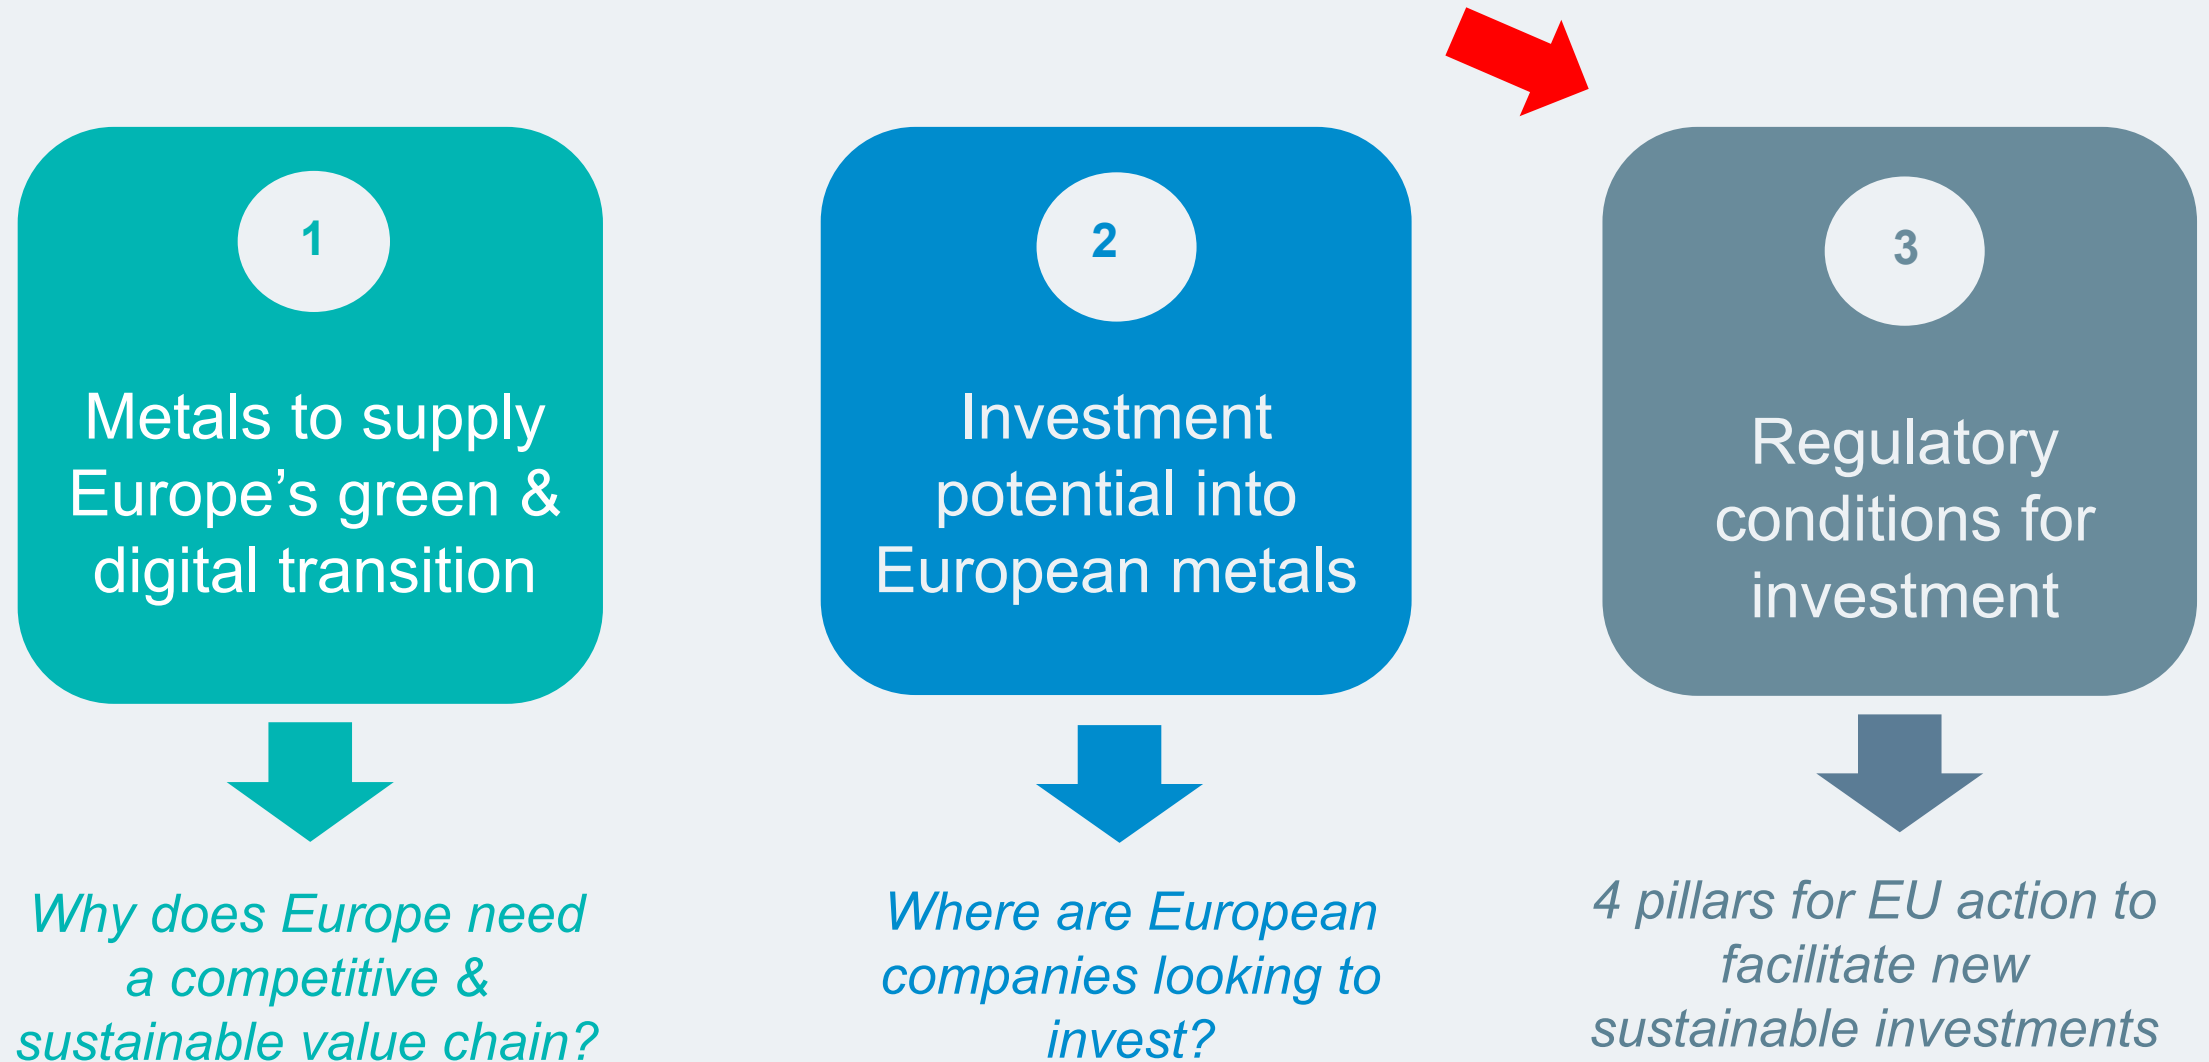 1
Metals to supply
Europe’s green &
digital transition
Why does Europe need
a competitive &
sustainable value chain?
2
Investment
potential into
European metals
Where are European
companies looking to
invest?
3
Regulatory
conditions for
investment
4 pillars for EU action to
facilitate new
sustainable investments